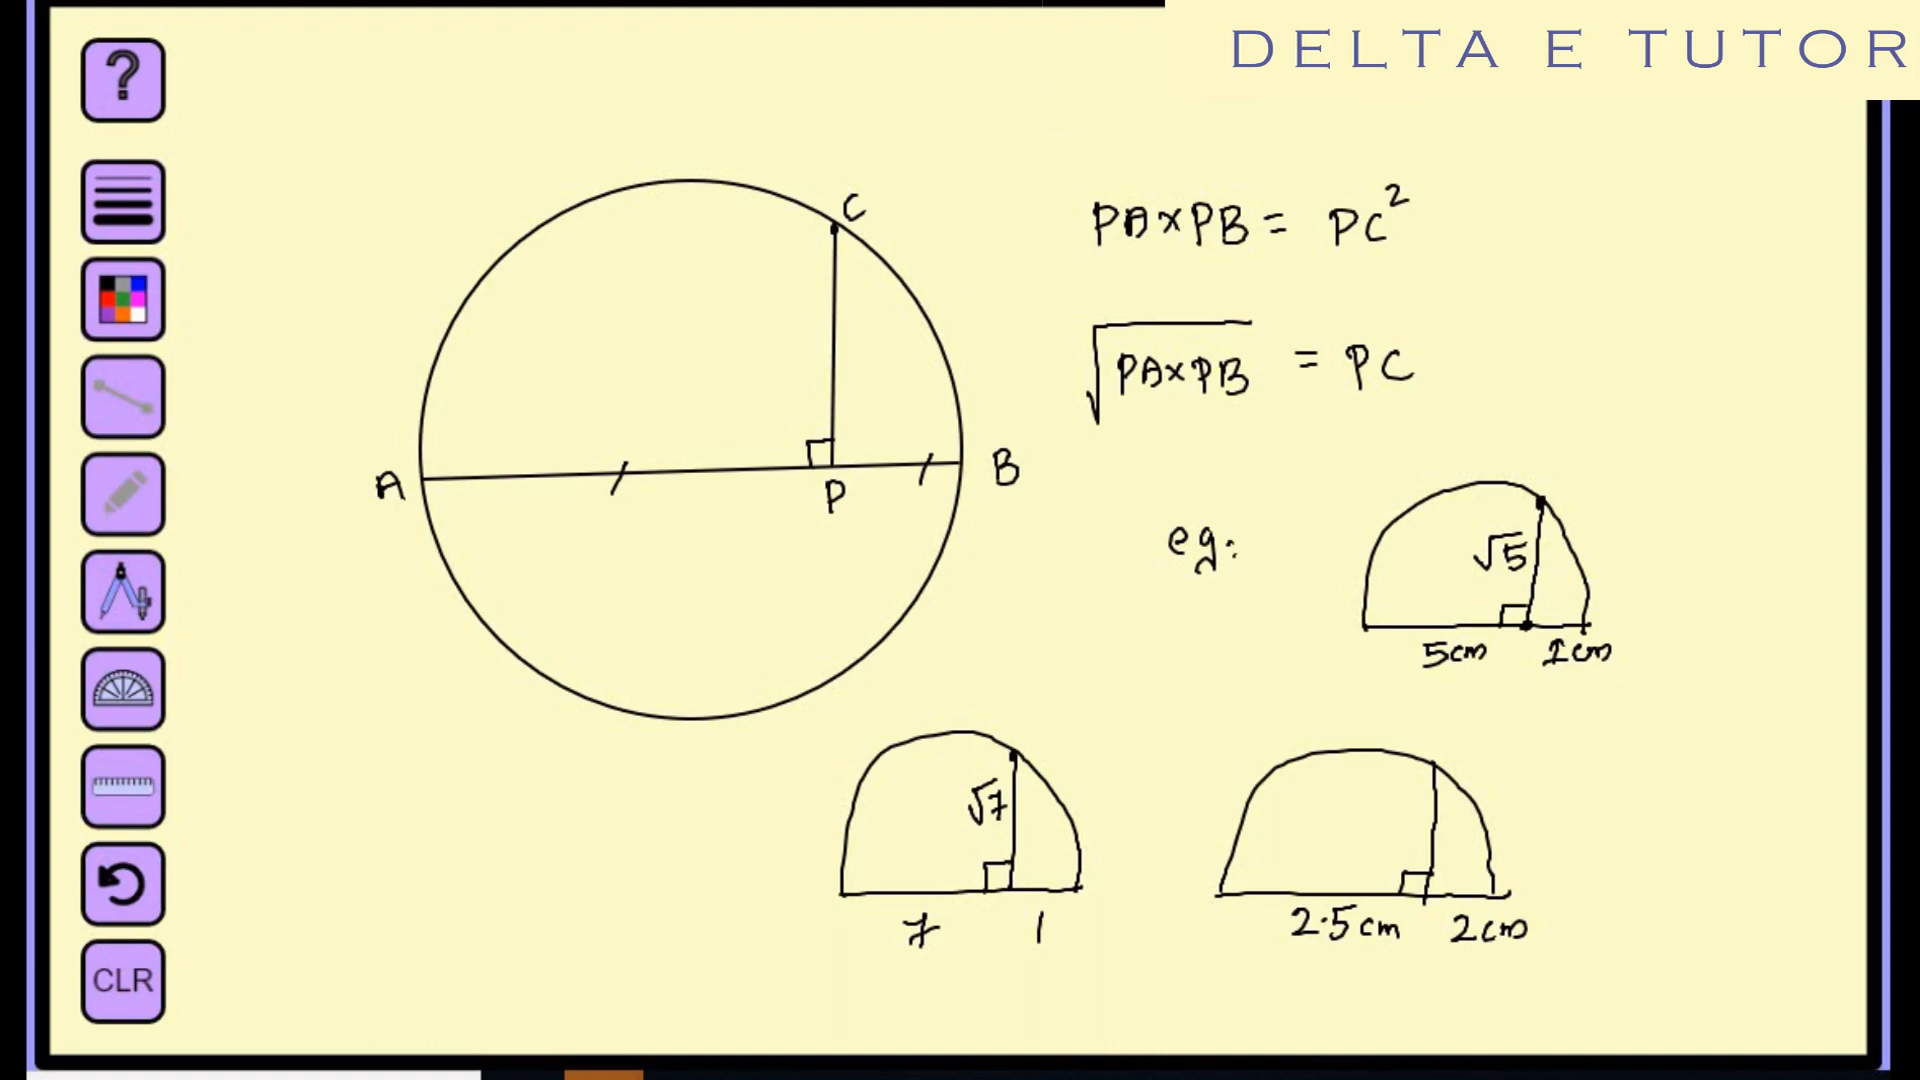 DELTA E TUTOR
?
C
PA×PB = PC²
√PA×PB = PC
A
P
B
eg:
√5
5cm 1cm
√7
7 1
2.5cm 2cm
CLR